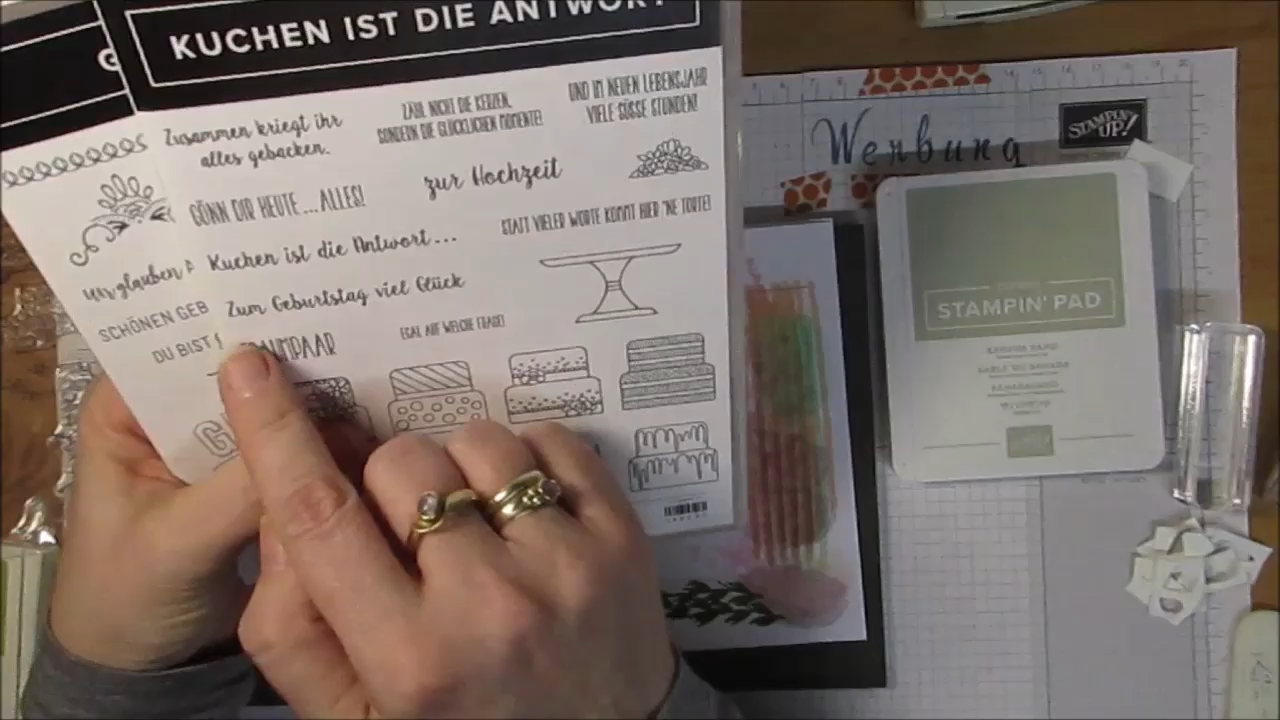 KUCHEN IST DIE ANTWORT
Zusammen kriegt ihr
alles gebacken.
ZÄHL NICHT DIE KERZEN,
SONDERN DIE GLÜCKLICHEN MOMENTE!
UND IM NEUEN LEBENSJAHR
VIELE SÜSSE STUNDEN!
GÖNN DIR HEUTE ... ALLES!
zur Hochzeit
STATT VIELER WORTE KOMMT HIER 'NE TORTE!
Kuchen ist die Antwort ...
Zum Geburtstag viel Glück
EGAL AUF WELCHE FRAGE!
SCHÖNEN GEB
DU BIST
Werbung
STAMPIN' UP!
STAMPIN' PAD